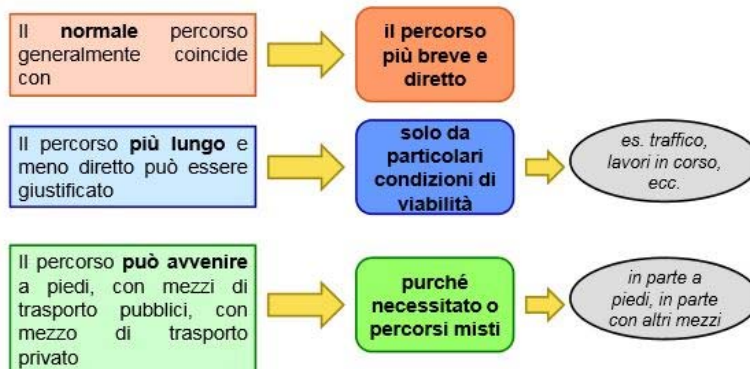 Il normale percorso
generalmente coincide
con
il percorso
più breve e
diretto
Il percorso più lungo e
meno diretto può essere
giustificato
solo da
particolari
condizioni di
viabilità
es. traffico,
lavori in corso,
ecc.
Il percorso può avvenire
a piedi, con mezzi di
trasporto pubblici, con
mezzo di trasporto
privato
purché
necessitato o
percorsi misti
in parte a
piedi, in parte
con altri mezzi